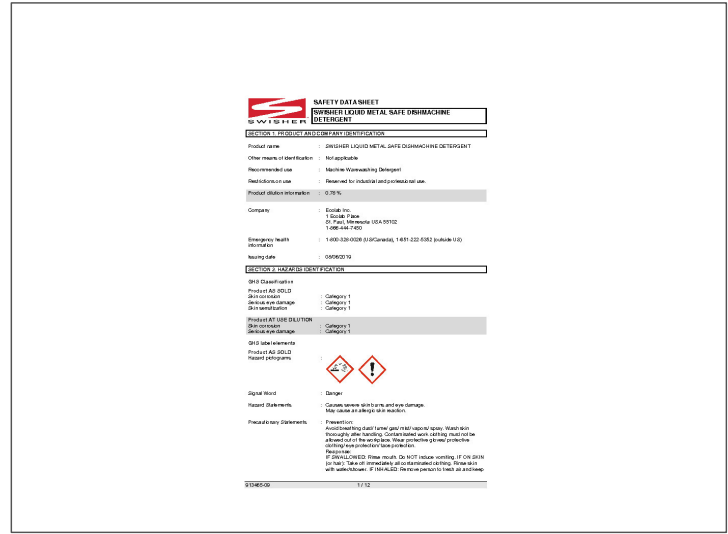 SWISHER
SAFETY DATA SHEET
SWISHER LIQUID METAL SAFE DISHMACHINE
DETERGENT
SECTION 1. PRODUCT AND COMPANY IDENTIFICATION
Product name : SWISHER LIQUID METAL SAFE DISHMACHINE DETERGENT
Other means of identification : Not applicable
Recommended use : Machine Warewashing Detergent
Restrictions on use : Reserved for industrial and professional use.
Product dilution information : 0.78 %
Company : Ecolab Inc.
1 Ecolab Place
St. Paul, Minnesota USA 55102
1-866-444-7450
Emergency health : 1-800-328-0026 (US/Canada), 1-651-222-5352 (outside US)
information
Issuing date : 08/06/2019
SECTION 2. HAZARDS IDENTIFICATION
GHS Classification
Product AS SOLD
Skin corrosion : Category 1
Serious eye damage : Category 1
Skin sensitization : Category 1
Product AT USE DILUTION
Skin corrosion : Category 1
Serious eye damage : Category 1
GHS label elements
Product AS SOLD
Hazard pictograms :
Signal Word : Danger
Hazard Statements : Causes severe skin burns and eye damage.
May cause an allergic skin reaction.
Precautionary Statements : Prevention:
Avoid breathing dust/ fume/ gas/ mist/ vapors/ spray. Wash skin
thoroughly after handling. Contaminated work clothing must not be
allowed out of the workplace. Wear protective gloves/ protective
clothing/ eye protection/ face protection.
Response:
IF SWALLOWED: Rinse mouth. Do NOT induce vomiting. IF ON SKIN
(or hair): Take off immediately all contaminated clothing. Rinse skin
with water/shower. IF INHALED: Remove person to fresh air and keep
913465-09 1 / 12